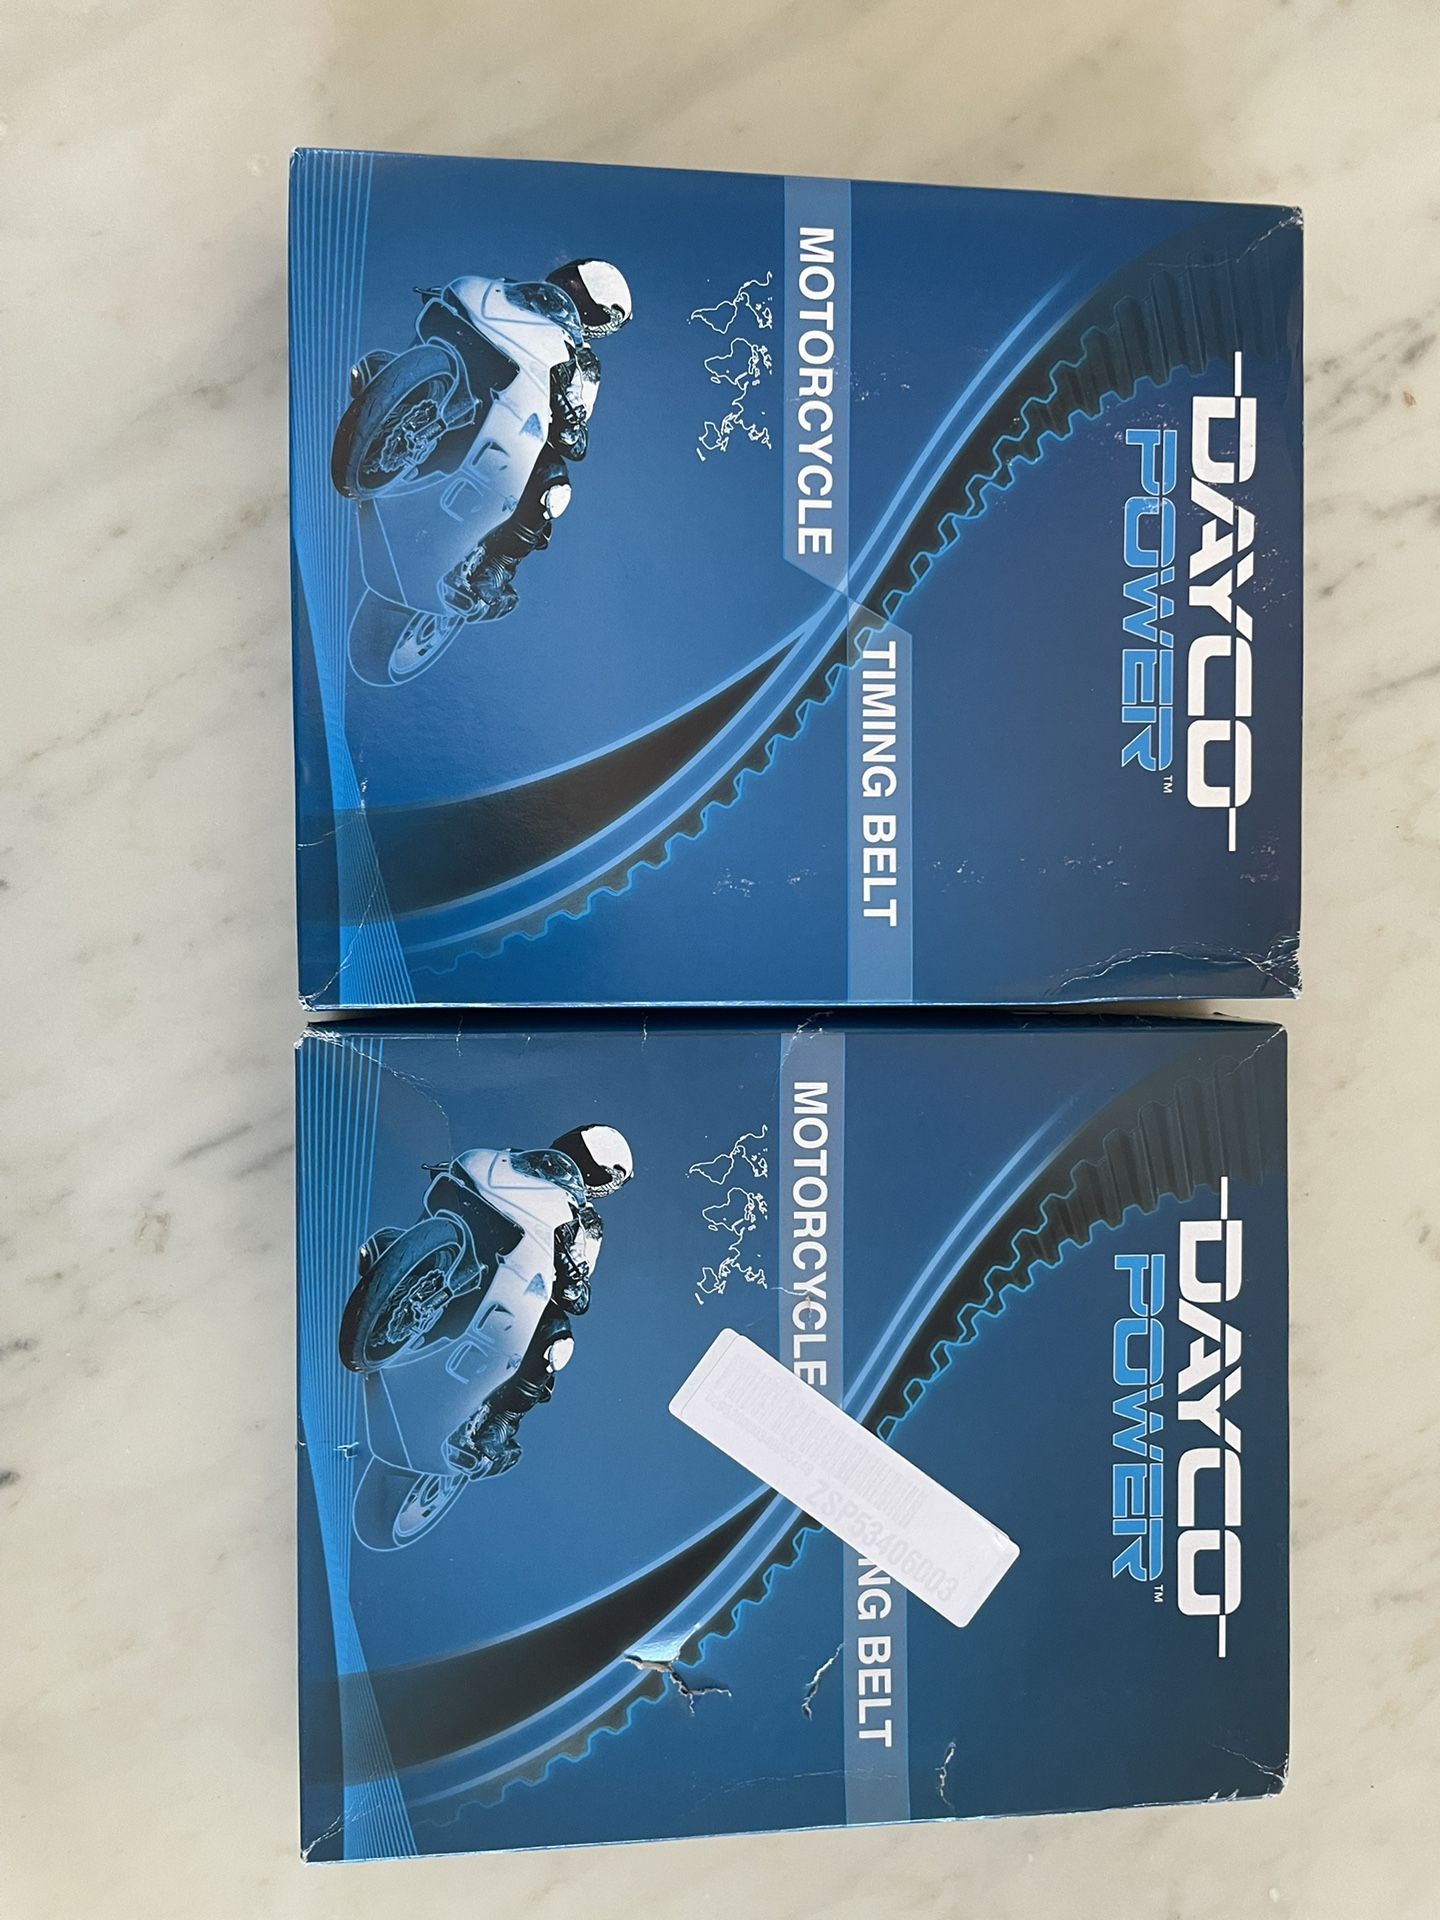 DAYCO
POWER™
MOTORCYCLE
TIMING BELT
DAYCO
POWER™
MOTORCYCLE
NG BELT
ZSP53406003